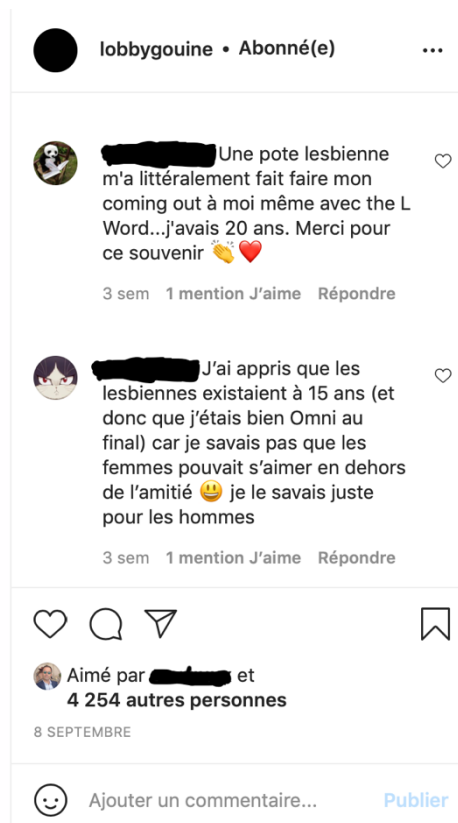 lobbygouine • Abonné(e)
Une pote lesbienne
m'a littéralement fait faire mon
coming out à moi même avec the L
Word...j'avais 20 ans. Merci pour
ce souvenir 👏❤️
3 sem 1 mention J’aime Répondre
J’ai appris que les
lesbiennes existaient à 15 ans (et
donc que j’étais bien Omni au
final) car je savais pas que les
femmes pouvait s’aimer en dehors
de l’amitié 😃 je le savais juste
pour les hommes
3 sem 1 mention J’aime Répondre
Aimé par et
4 254 autres personnes
8 SEPTEMBRE
Ajouter un commentaire... Publier